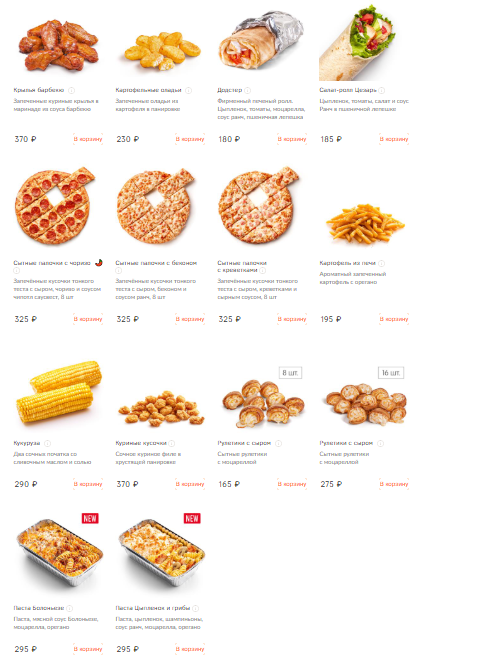 Крылья барбекю
Запеченные куриные крылья в
маринаде из соуса барбекю
370 ₽
В корзину
Картофельные оладьи
Запеченные оладьи из
картофеля в панировке
230 ₽
В корзину
Додстер
Фирменный печеный ролл.
Цыпленок, томаты, моцарелла,
соус ранч, пшеничная лепешка
180 ₽
В корзину
Салат-ролл Цезарь
Цыпленок, томаты, салат и соус
Ранч в пшеничной лепешке
185 ₽
В корзину
Сытные палочки с чоризо
Запечённые кусочки тонкого
теста с сыром, чоризо и соусом
325 ₽
В корзину
Сытные палочки с беконом
Запечённые кусочки тонкого
теста с сыром, беконом и
соусом ранч, 8 шт
325 ₽
В корзину
Сытные палочки
с креветками
Запечённые кусочки тонкого
теста с сыром, креветками и
сырным соусом, 8 шт
325 ₽
В корзину
Картофель из печи
Ароматный запеченный
картофель с орегано
195 ₽
В корзину
Кукуруза
Два сочных початка со
сливочным маслом и солью
290 ₽
В корзину
Куриные кусочки
Сочное куриное филе в
хрустящей панировке
370 ₽
В корзину
8 шт.
Рулетики с сыром
Сытные рулетики
с моцареллой
165 ₽
В корзину
16 шт.
Рулетики с сыром
Сытные рулетики
с моцареллой
275 ₽
В корзину
NEW
Паста Болоньезе
Паста, мясной соус Болоньезе,
моцарелла, орегано
295 ₽
В корзину
NEW
Паста Цыпленок и грибы
Паста, цыпленок, шампиньоны,
соус ранч, моцарелла, орегано
295 ₽
В корзину